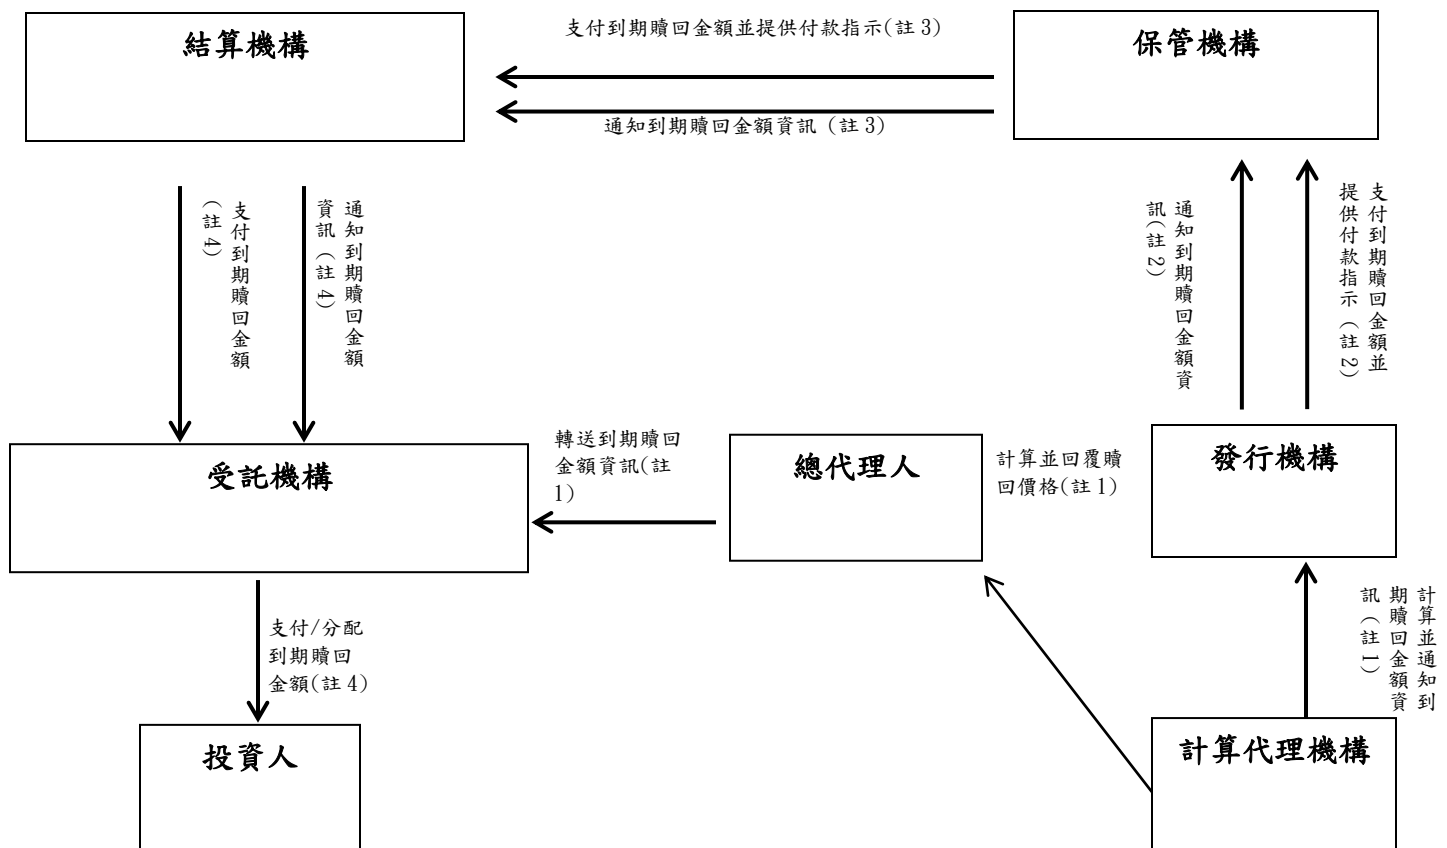 結算機構
支付到期贖回金額並提供付款指示(註 3)
保管機構
通知到期贖回金額資訊 (註 3)
支付到期贖回金額
(註 4)
通知到期贖回金額
資訊 (註 4)
通知到期贖回金額資
訊(註 2)
支付到期贖回金額並
提供付款指示 (註 2)
受託機構
轉送到期贖回
金額資訊(註
1)
總代理人
計算並回覆贖
回價格(註 1)
發行機構
計算並通知到
期贖回金額資
訊(註 1)
支付/分配
到期贖回
金額(註 4)
投資人
計算代理機構